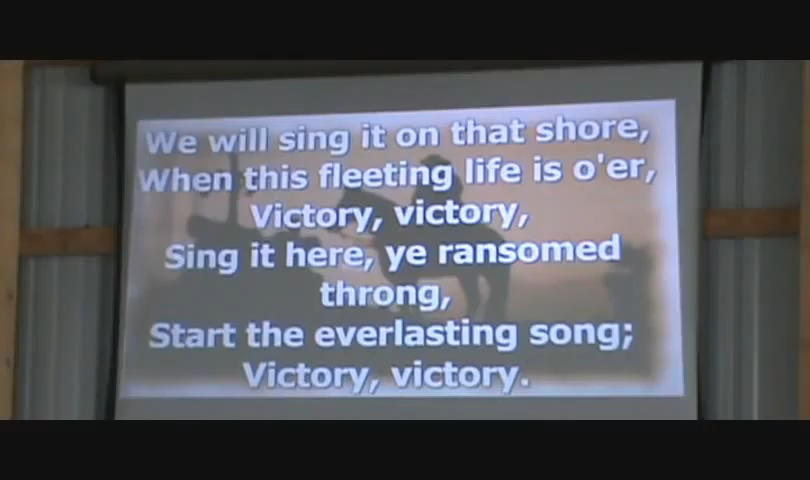 We will sing it on that shore,
When this fleeting life is o'er,
Victory, victory,
Sing it here, ye ransomed
throng,
Start the everlasting song;
Victory, victory.